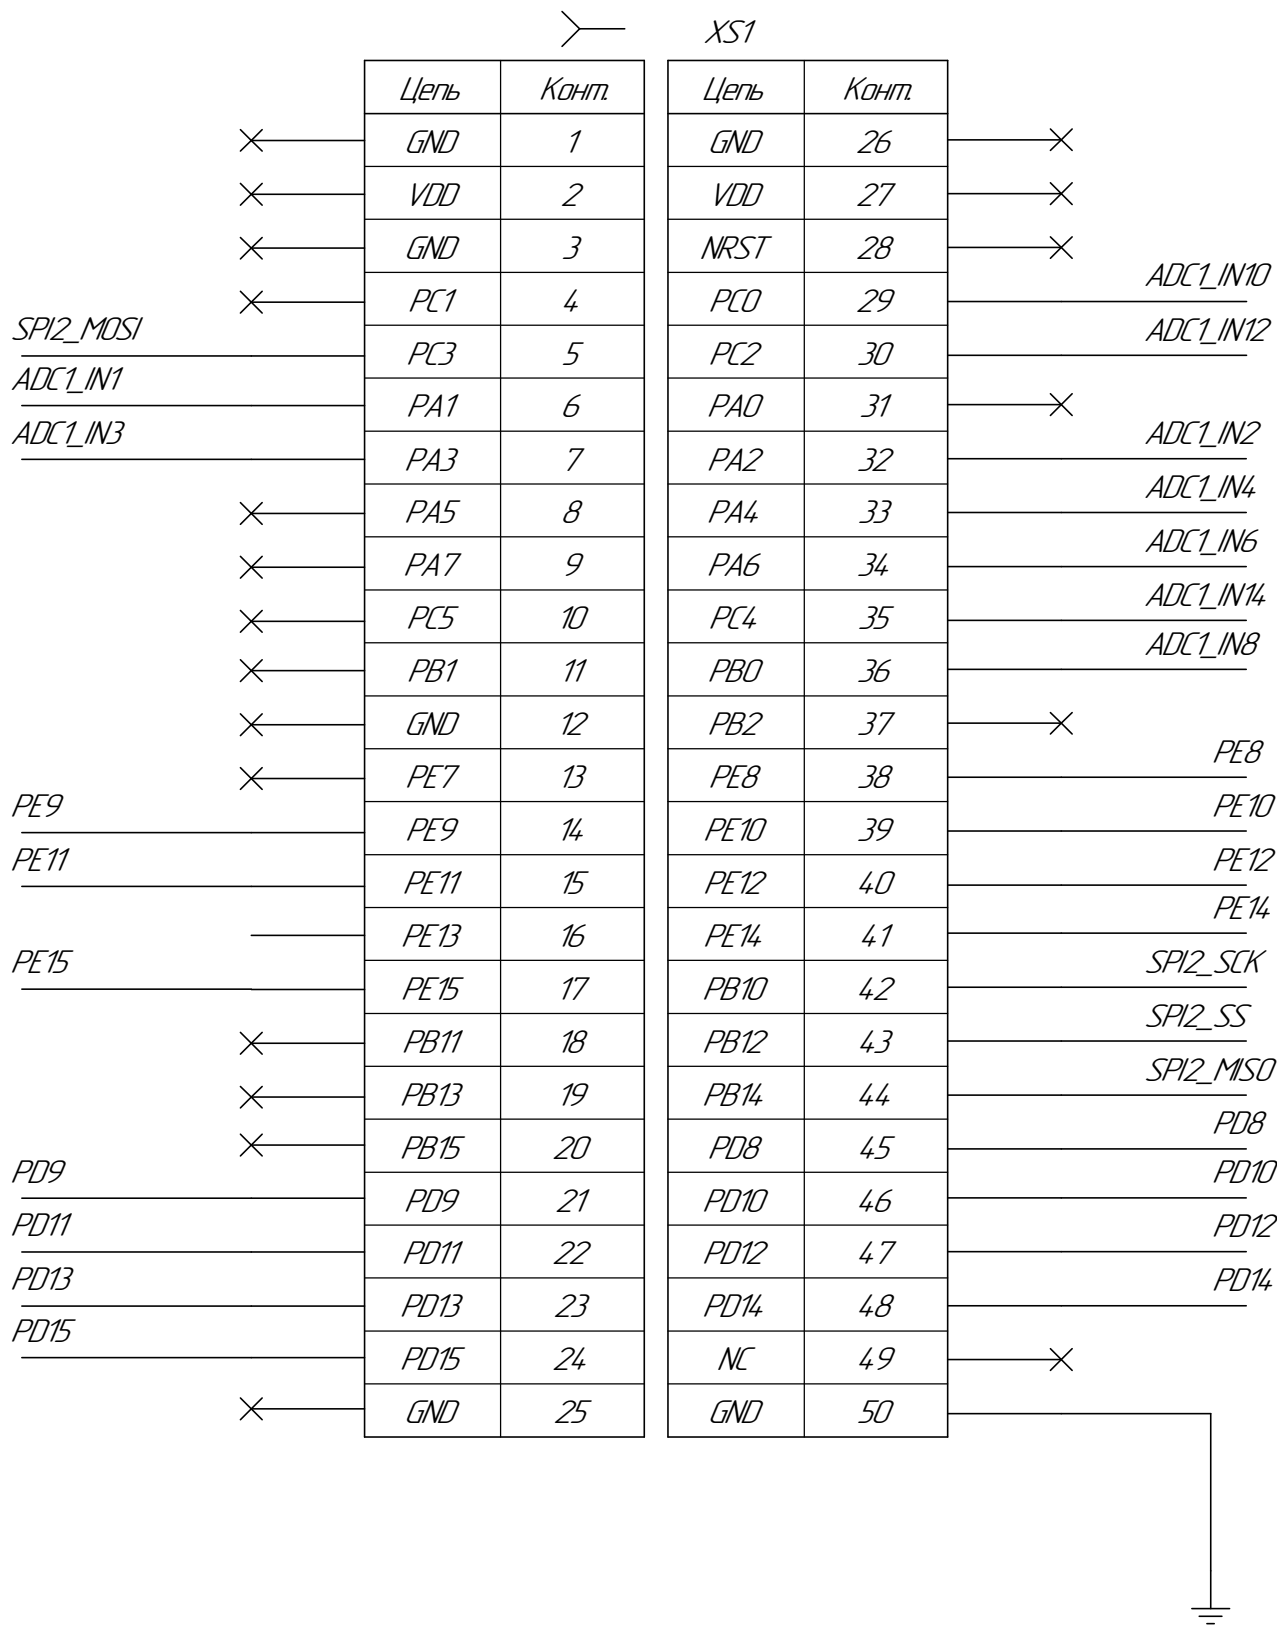 XS1
Цепь Конт. Цепь Конт.
GND 1 GND 26
VDD 2 VDD 27
GND 3 NRST 28
ADC1_IN10
PC1 4 PC0 29
SPI2_MOSI ADC1_IN12
PC3 5 PC2 30
ADC1_IN1
PA1 6 PA0 31
ADC1_IN3 ADC1_IN2
PA3 7 PA2 32
ADC1_IN4
PA5 8 PA4 33
ADC1_IN6
PA7 9 PA6 34
ADC1_IN14
PC5 10 PC4 35
ADC1_IN8
PB1 11 PB0 36
GND 12 PB2 37
PE8
PE7 13 PE8 38
PE9 PE10
PE9 14 PE10 39
PE11 PE12
PE11 15 PE12 40
PE14
PE13 16 PE14 41
PE15 SPI2_SCK
PE15 17 PB10 42
SPI2_SS
PB11 18 PB12 43
SPI2_MISO
PB13 19 PB14 44
PD8
PB15 20 PD8 45
PD9 PD10
PD9 21 PD10 46
PD11 PD12
PD11 22 PD12 47
PD13 PD14
PD13 23 PD14 48
PD15
PD15 24 NC 49
GND 25 GND 50